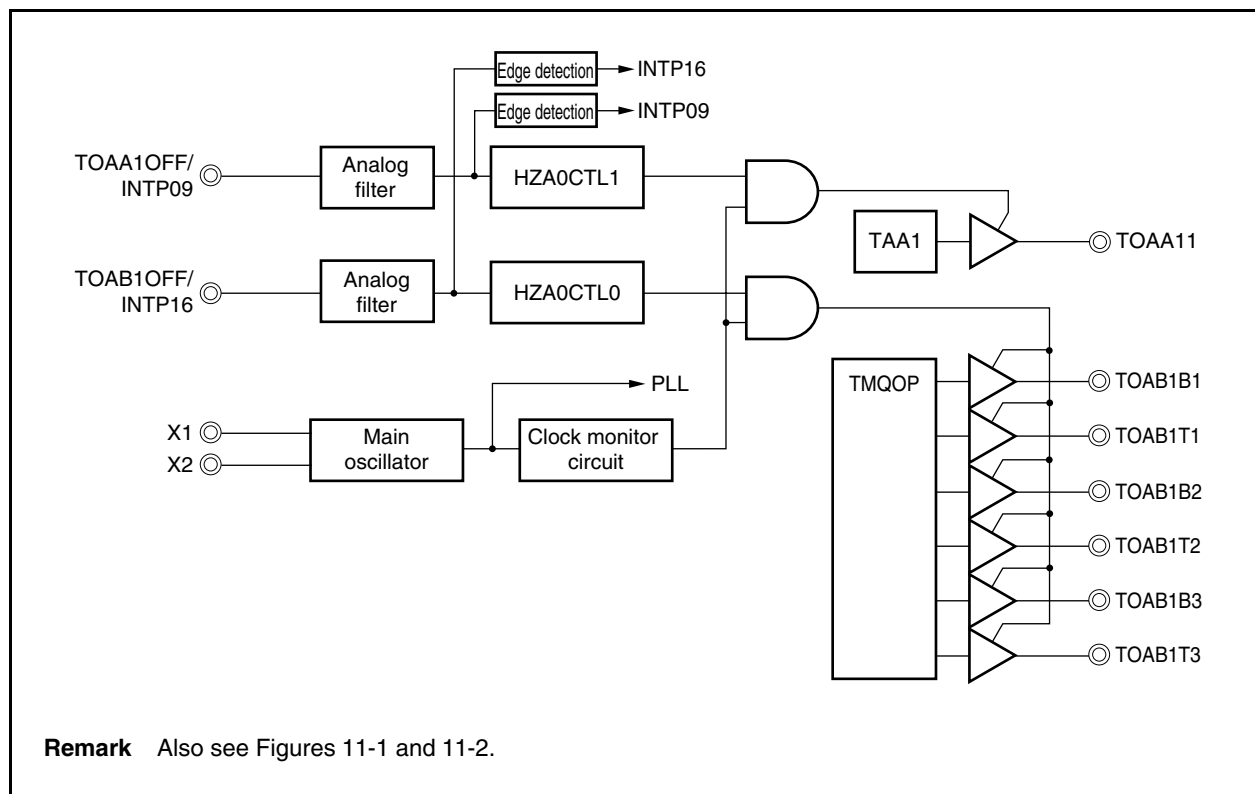 Edge detection
INTP16
Edge detection
INTP09
TOAA1OFF/
INTP09
Analog
filter
HZA0CTL1
TAA1
TOAA11
TOAB1OFF/
INTP16
Analog
filter
HZA0CTL0
TMQOP
TOAB1B1
PLL
X1
X2
Main
oscillator
Clock monitor
circuit
TOAB1T1
TOAB1B2
TOAB1T2
TOAB1B3
TOAB1T3
Remark Also see Figures 11-1 and 11-2.